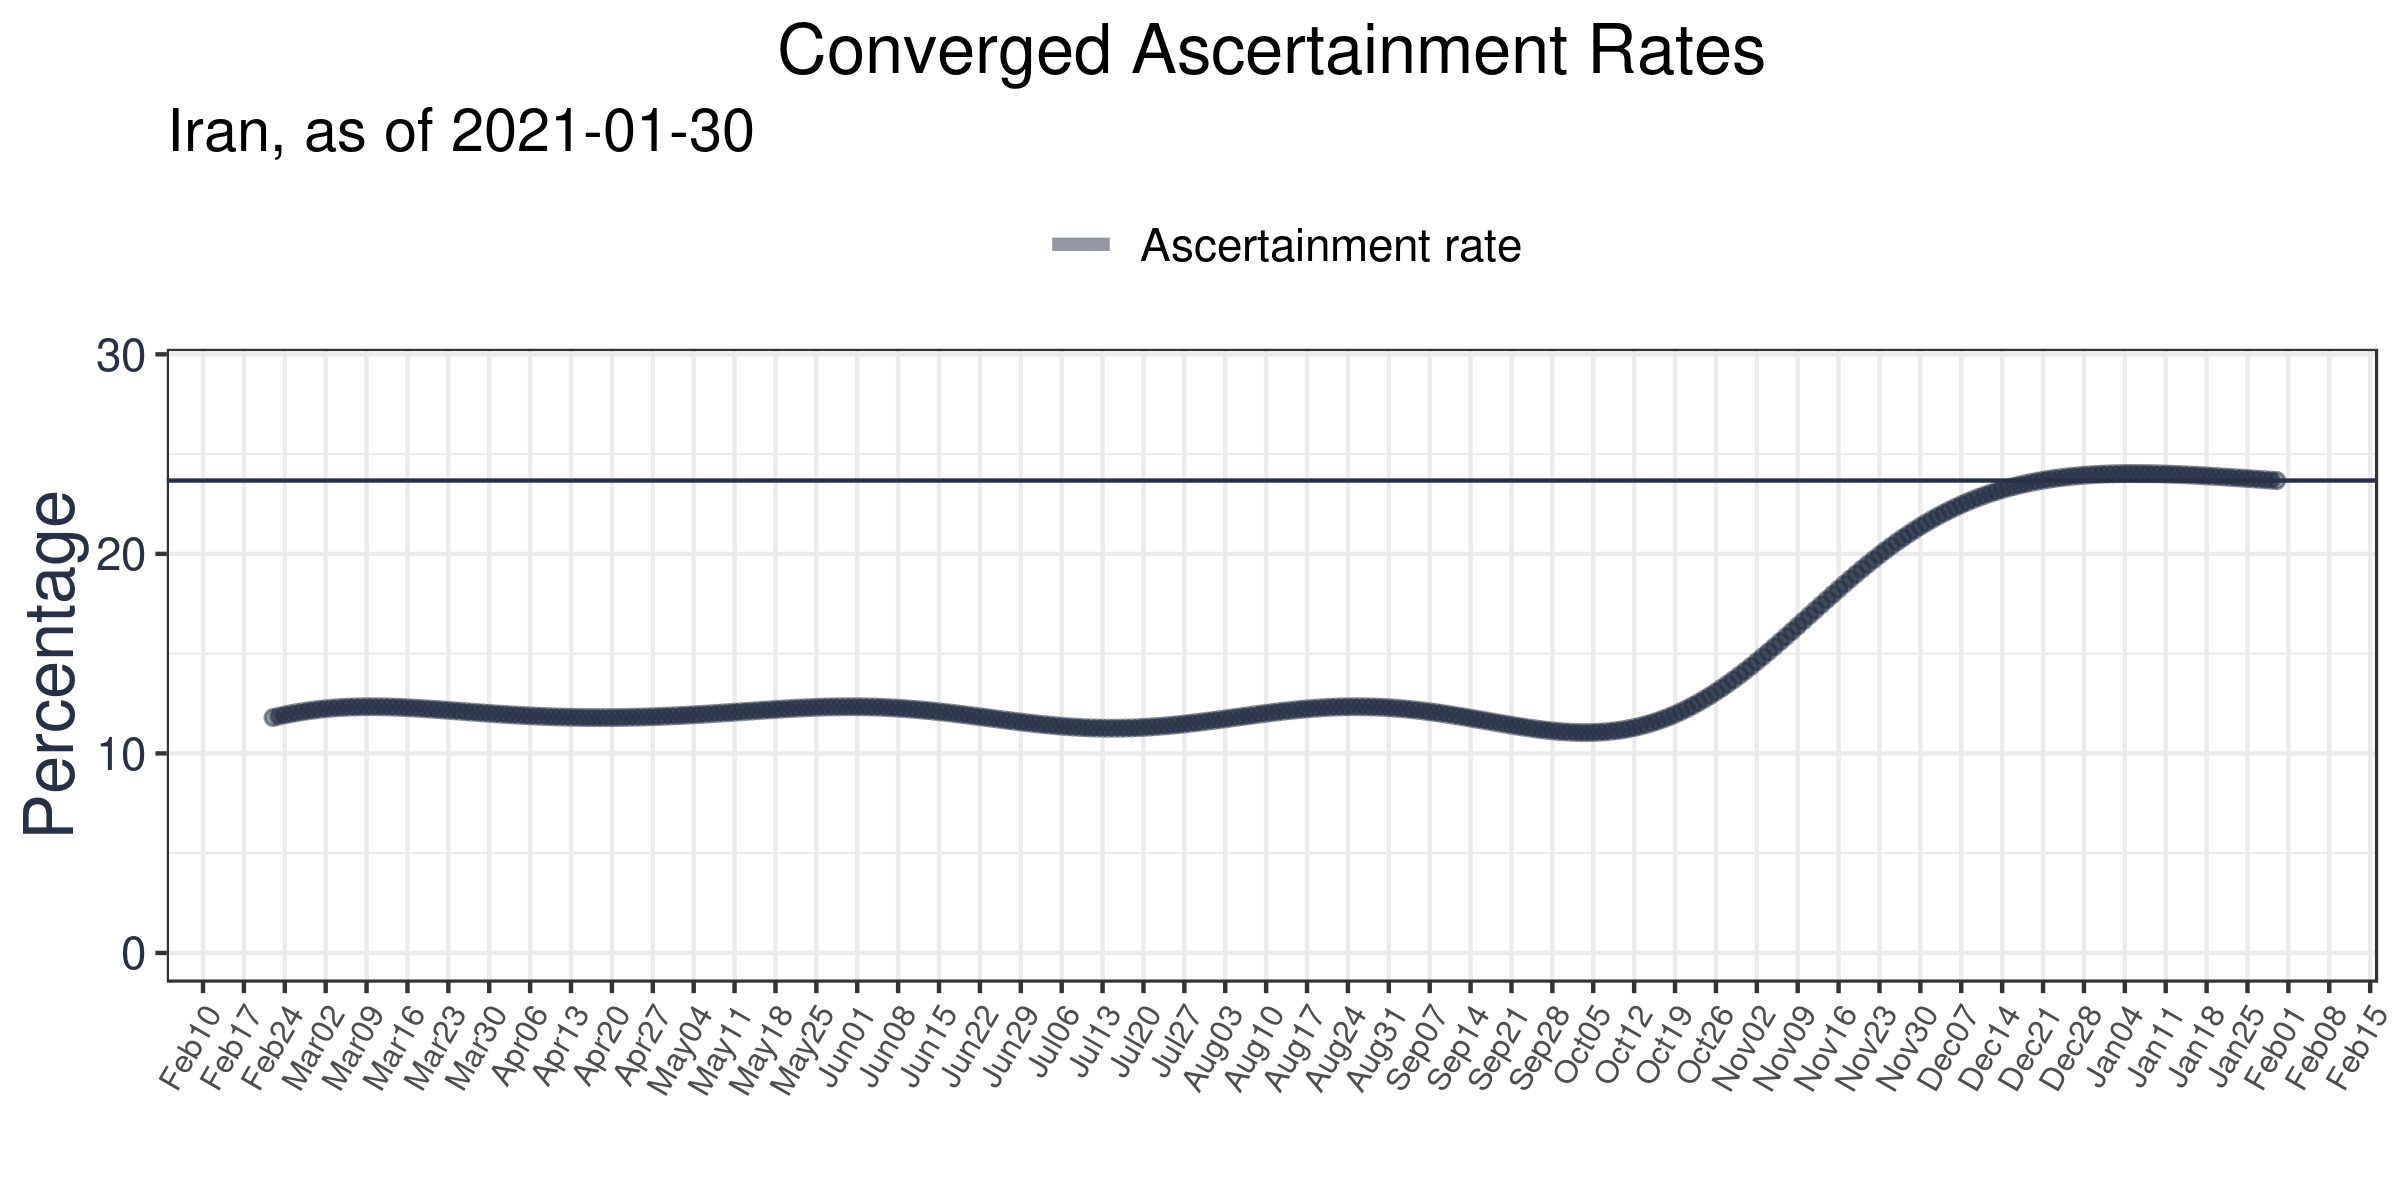 Converged Ascertainment Rates
Iran, as of 2021-01-30
Ascertainment rate
Percentage
30
20
10
0
Feb10
Feb17
Feb24
Mar02
Mar09
Mar16
Mar23
Mar30
Apr06
Apr13
Apr20
Apr27
May04
May11
May18
May25
Jun01
Jun08
Jun15
Jun22
Jun29
Jul06
Jul13
Jul20
Jul27
Aug03
Aug10
Aug17
Aug24
Aug31
Sep07
Sep14
Sep21
Sep28
Oct05
Oct12
Oct19
Oct26
Nov02
Nov09
Nov16
Nov23
Nov30
Dec07
Dec14
Dec21
Dec28
Jan04
Jan11
Jan18
Jan25
Feb01
Feb08
Feb15